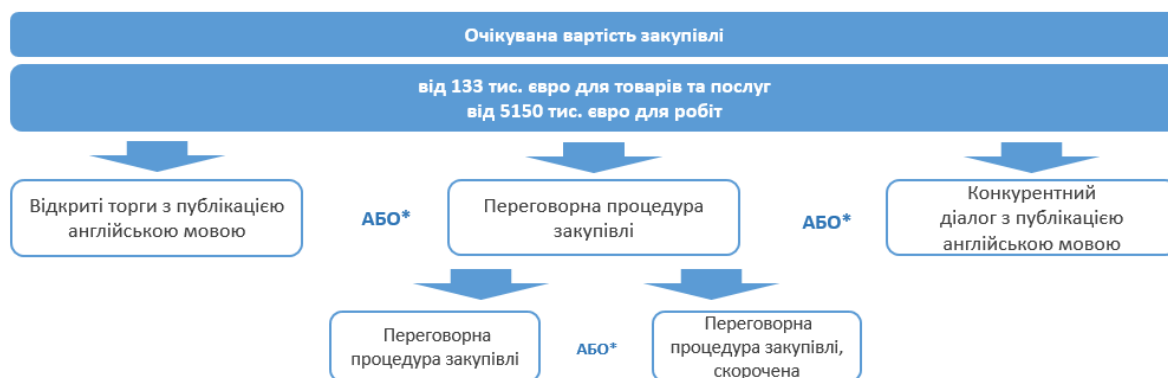 Очікувана вартість закупівлі
від 133 тис. євро для товарів та послуг
від 5150 тис. євро для робіт
Відкриті торги з публікацією
англійською мовою
АБО*
Переговорна процедура
закупівлі
АБО*
Конкурентний
діалог з публікацією
англійською мовою
Переговорна
процедура закупівлі
АБО*
Переговорна
процедура закупівлі,
скорочена